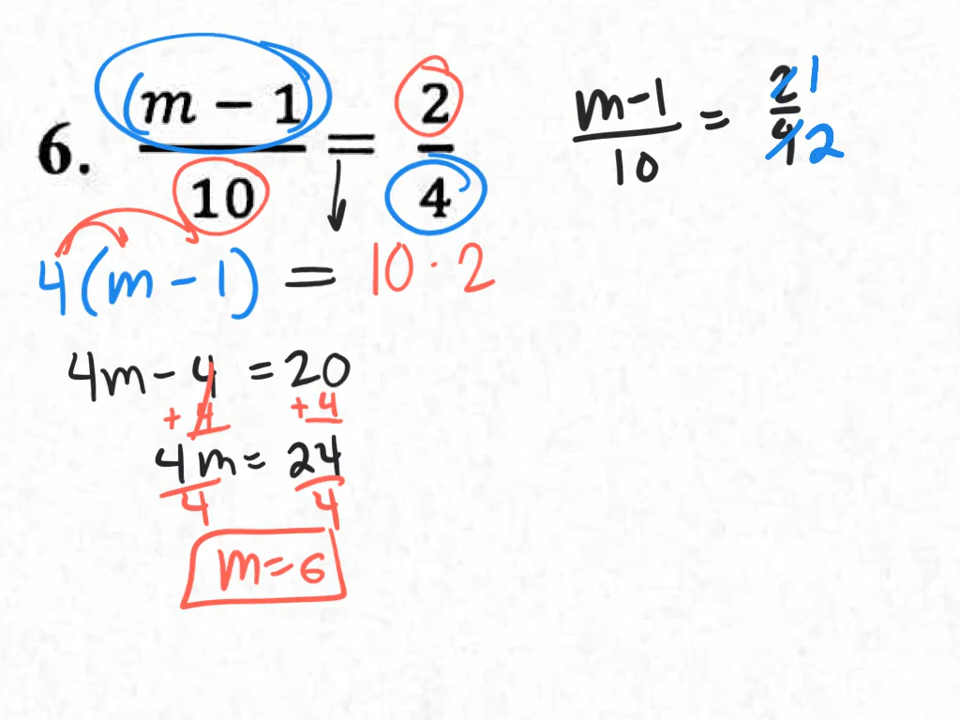 6. (m − 1)/10 = 2/4
4(m − 1) = 10 · 2
4m − 4 = 20
+ 4 + 4
4m = 24
4 4
m = 6
m − 1/10 = 2/4 1 2